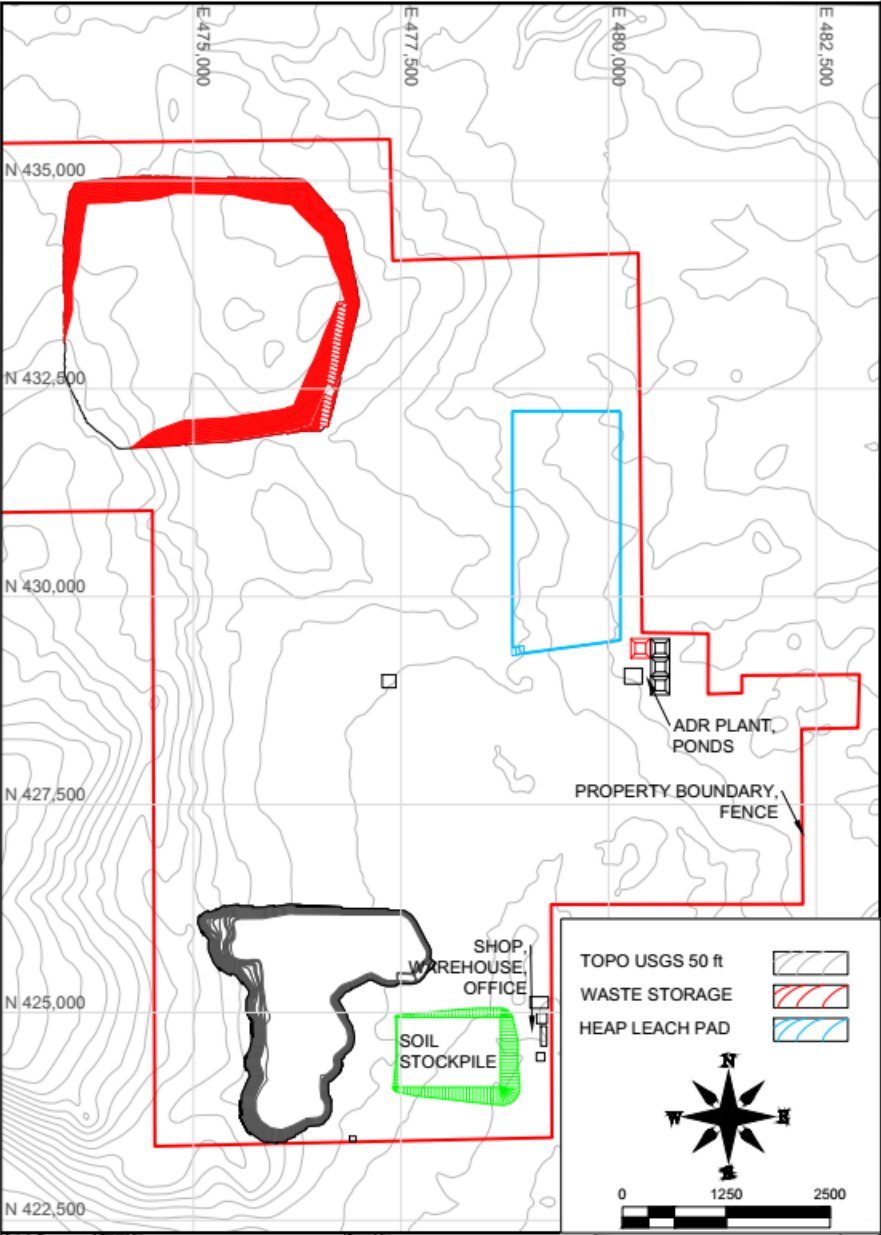 E 475,000
E 477,500
E 480,000
E 482,500
N 435,000
N 432,500
N 430,000
ADR PLANT,
PONDS
PROPERTY BOUNDARY,
FENCE
N 427,500
SHOP,
WAREHOUSE,
OFFICE
N 425,000
SOIL
STOCKPILE
N 422,500
TOPO USGS 50 ft
WASTE STORAGE
HEAP LEACH PAD
N
W E
S
0 1250 2500